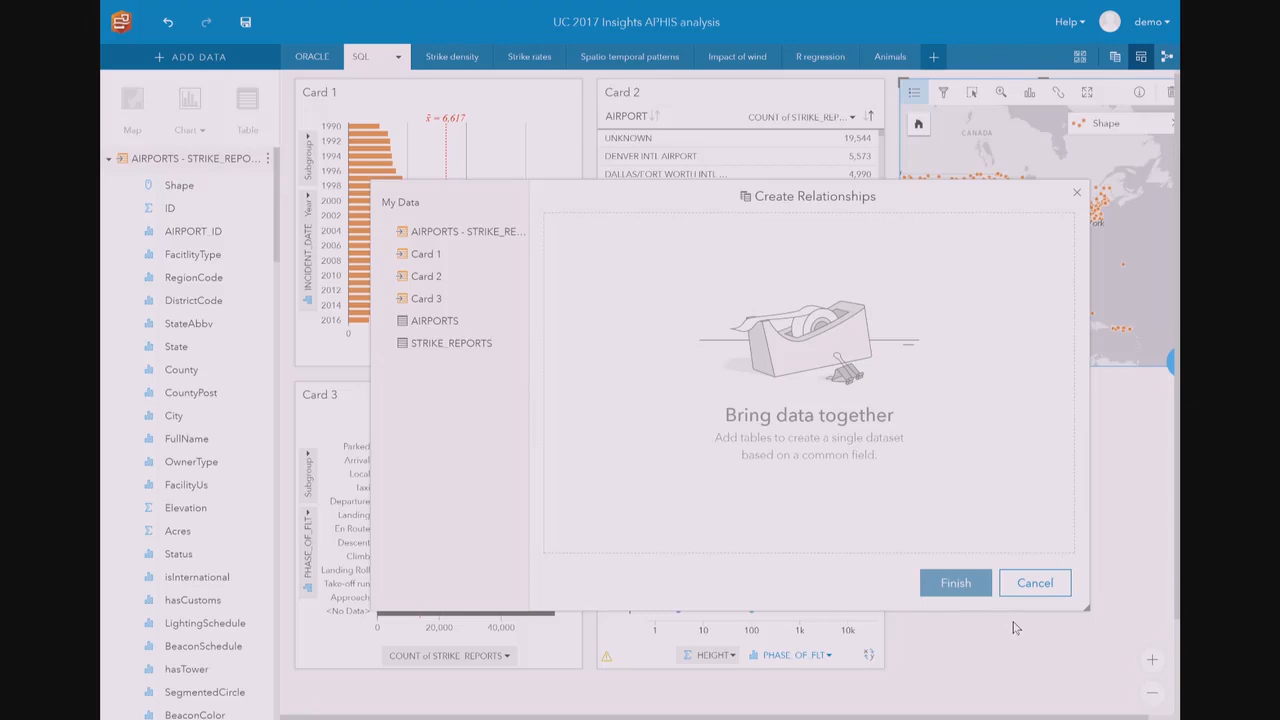 UC 2017 Insights APHIS analysis
Help
demo
ADD DATA
ORACLE
SQL
Strike density
Strike rates
Spatio temporal patterns
Impact of wind
R regression
Animals
Map
Chart
Table
AIRPORTS - STRIKE_REPO...
Shape
ID
AIRPORT_ID
FacitlityType
RegionCode
DistrictCode
StateAbbv
State
County
CountyPost
City
FullName
OwnerType
FacilityUs
Elevation
Acres
Status
isInternational
hasCustoms
LightingSchedule
BeaconSchedule
hasTower
SegmentedCircle
BeaconColor
Card 1
x̄ = 6,617
Subgroup
INCIDENT_DATE
Year
1990
1992
1994
1996
1998
2000
2002
2004
2006
2008
2010
2012
2014
2016
0
Card 2
AIRPORT
COUNT of STRIKE_REP...
UNKNOWN 19,544
DENVER INTL AIRPORT 5,573
DALLAS/FORT WORTH INTL ... 4,990
CANADA
Shape
My Data
AIRPORTS - STRIKE_RE...
Card 1
Card 2
Card 3
AIRPORTS
STRIKE_REPORTS
Create Relationships
Bring data together
Add tables to create a single dataset
based on a common field.
Finish
Cancel
Card 3
Subgroup
PHASE_OF_FLT
Parked
Arrival
Local
Taxi
Departure
Landing
En Route
Descent
Climb
Landing Roll
Take-off run
Approach
<No Data>
0
20,000
40,000
COUNT of STRIKE_REPORTS
1
10
100
1k
10k
HEIGHT
PHASE_OF_FLT